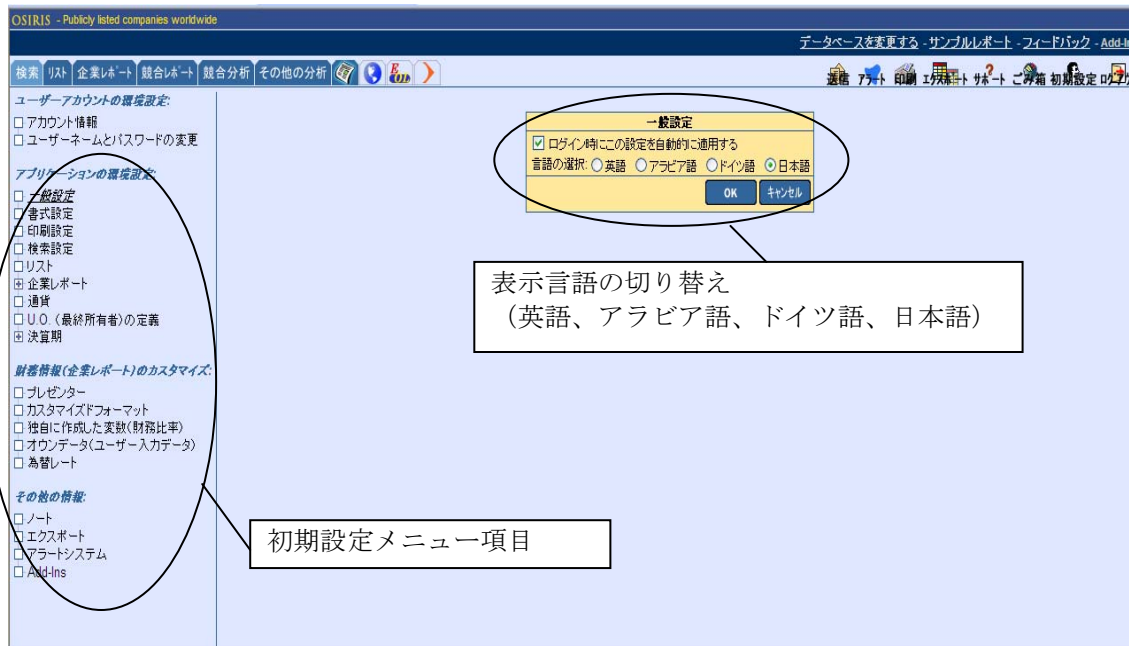 OSIRIS - Publicly listed companies worldwide
データベースを変更する - サンプルレポート - フィードバック - Add-In
検索 リスト 企業レポート 競合レポート 競合分析 その他の分析
送信 アラート 印刷 エクスポート サポート ごみ箱 初期設定 ログアウ
ユーザーアカウントの環境設定:
アカウント情報
ユーザーネームとパスワードの変更
アプリケーションの環境設定:
一般設定
書式設定
印刷設定
検索設定
リスト
企業レポート
通貨
U.O.（最終所有者）の定義
決算期
財務情報(企業レポート)のカスタマイズ:
プレゼンター
カスタマイズドフォーマット
独自に作成した変数(財務比率)
オウンデータ(ユーザー入力データ)
為替レート
その他の情報:
ノート
エクスポート
アラートシステム
Add-Ins
一般設定
ログイン時にこの設定を自動的に適用する
言語の選択: 英語 アラビア語 ドイツ語 日本語
OK キャンセル
表示言語の切り替え
（英語、アラビア語、ドイツ語、日本語）
初期設定メニュー項目